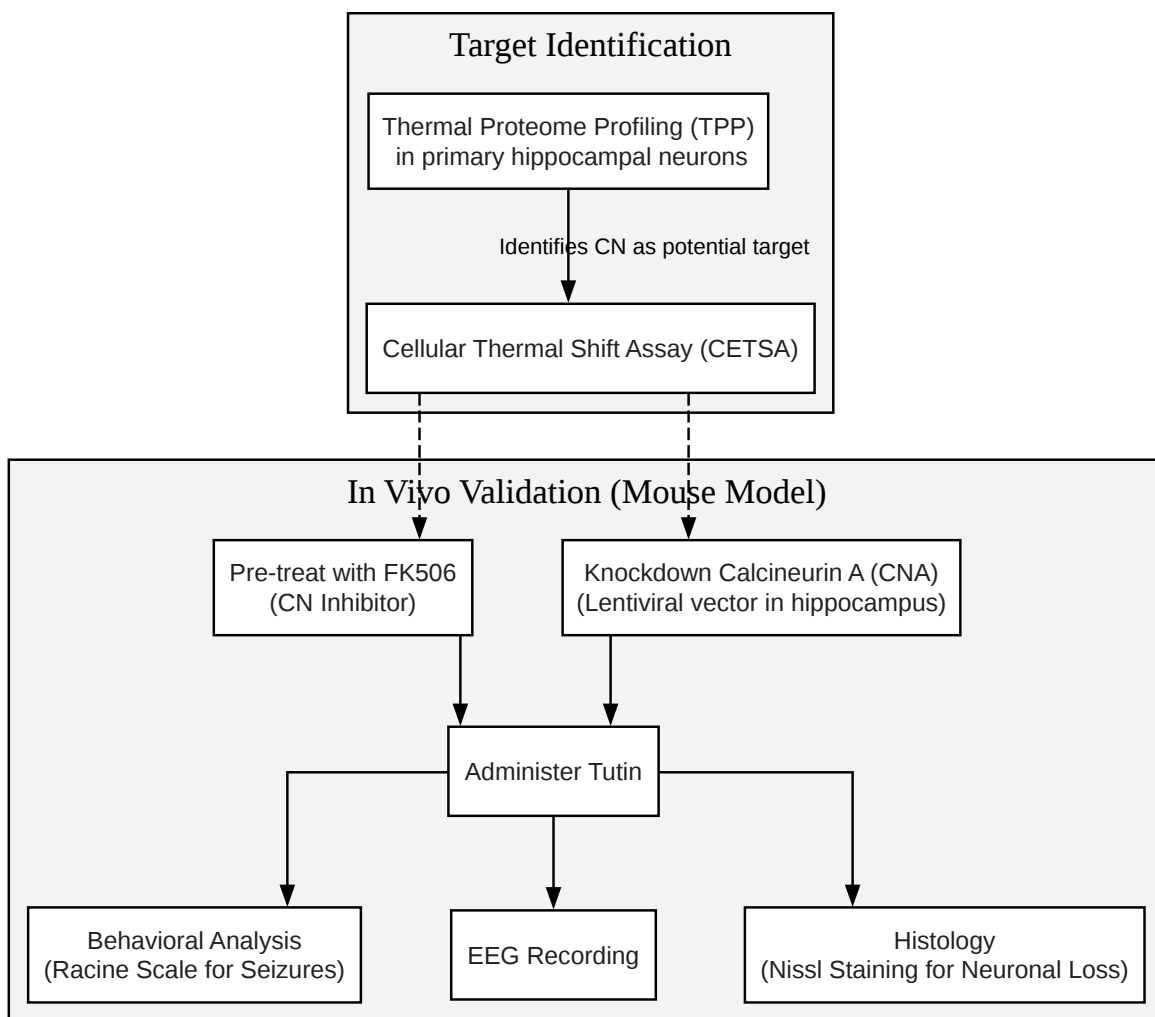 Target Identification
Thermal Proteome Profiling (TPP)
in primary hippocampal neurons
Identifies CN as potential target
Cellular Thermal Shift Assay (CETSA)
In Vivo Validation (Mouse Model)
Pre-treat with FK506
(CN Inhibitor)
Knockdown Calcineurin A (CNA)
(Lentiviral vector in hippocampus)
Administer Tutin
Behavioral Analysis
(Racine Scale for Seizures)
EEG Recording
Histology
(Nissl Staining for Neuronal Loss)